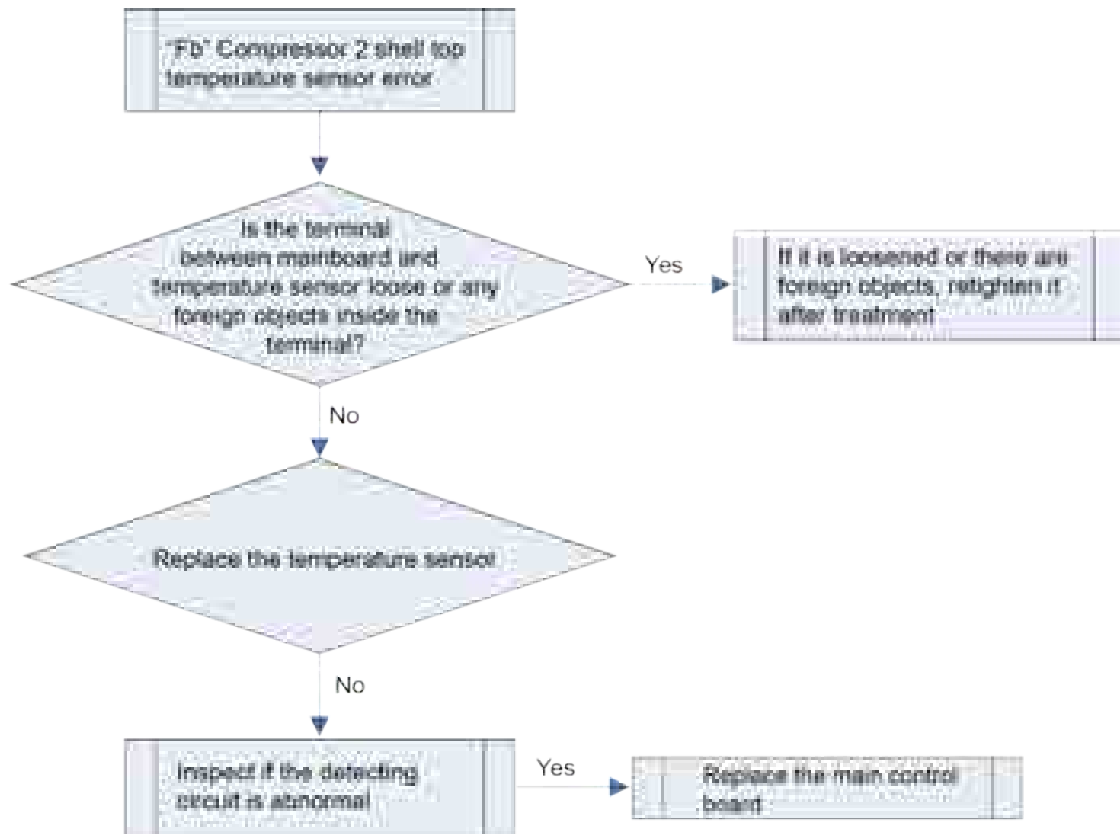 "Fb" Compressor 2 shell top
temperature sensor error
Is the terminal
between mainboard and
temperature sensor loose or any
foreign objects inside the
terminal?
Yes
If it is loosened or there are
foreign objects, retighten it
after treatment
No
Replace the temperature sensor
No
Inspect if the detecting
circuit is abnormal
Yes
Replace the main control
board